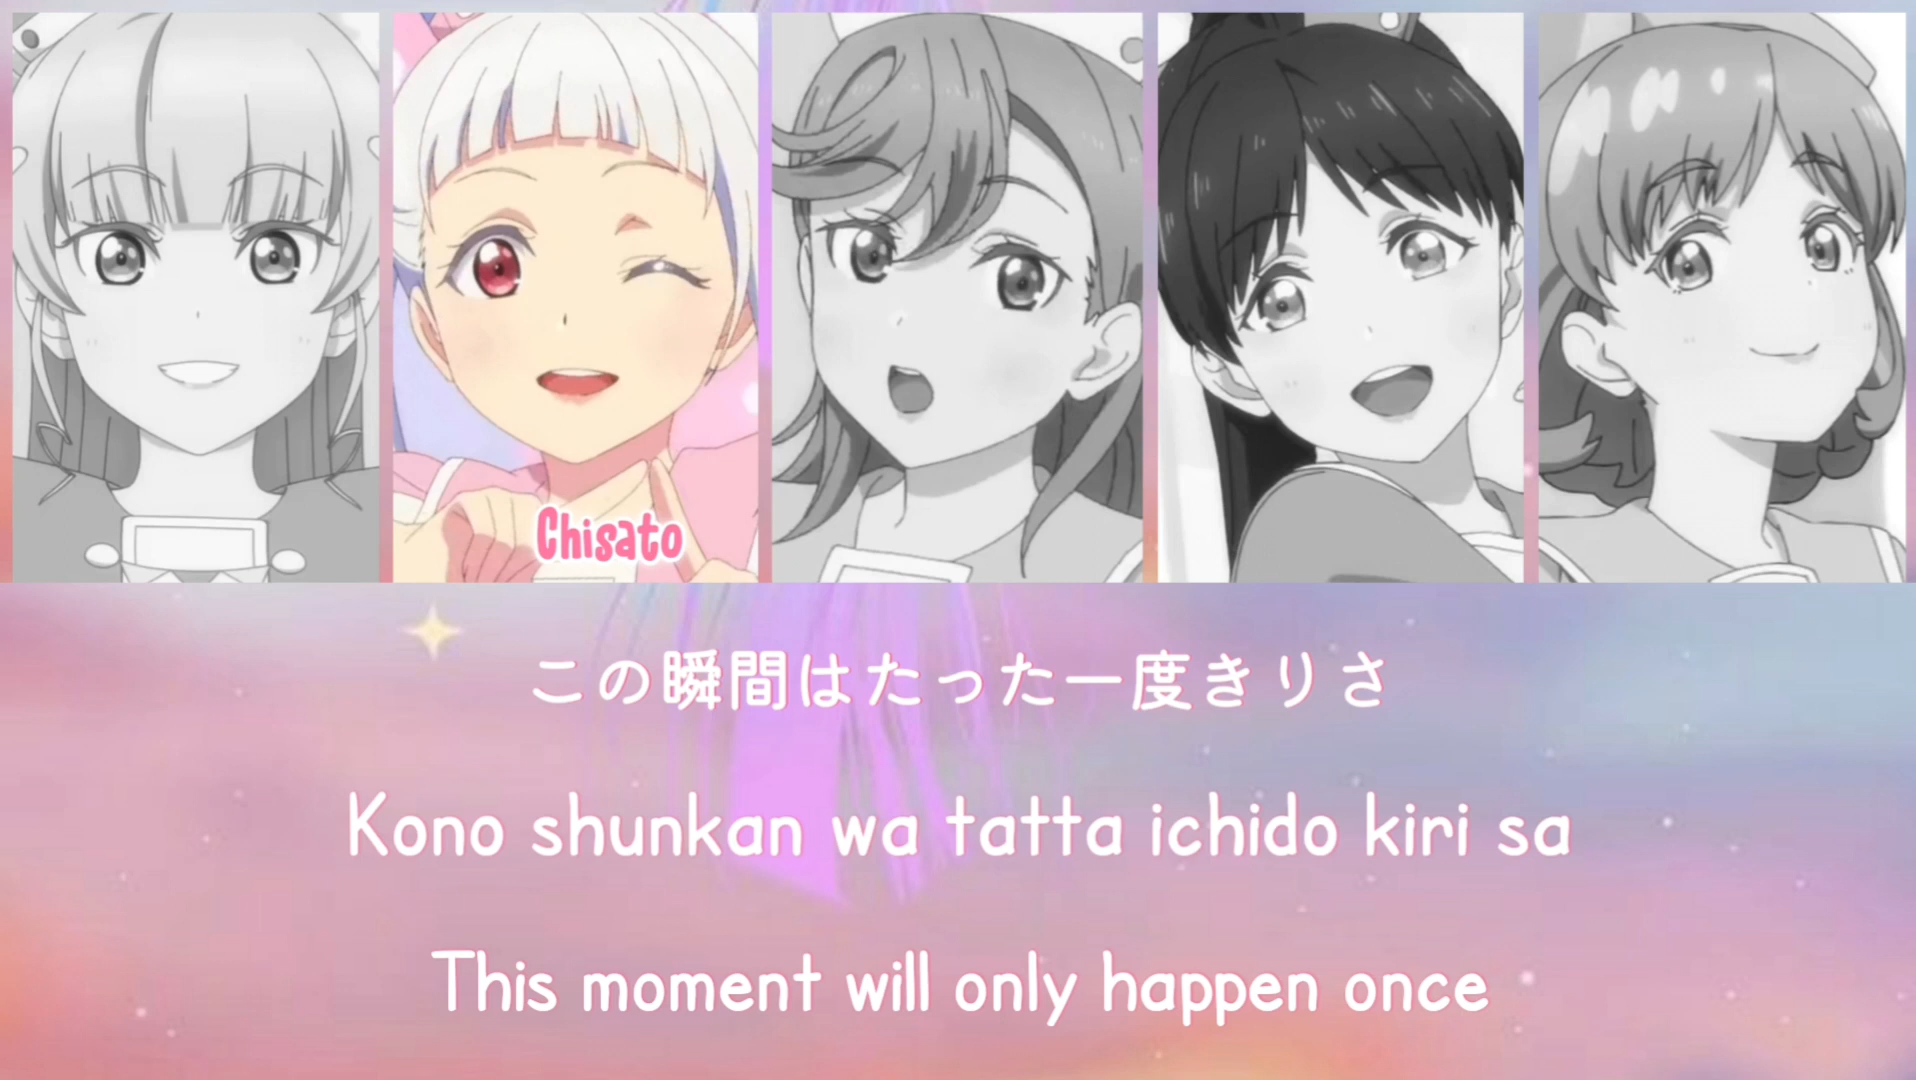 Chisato
この瞬間はたった一度きりさ
Kono shunkan wa tatta ichido kiri sa
This moment will only happen once